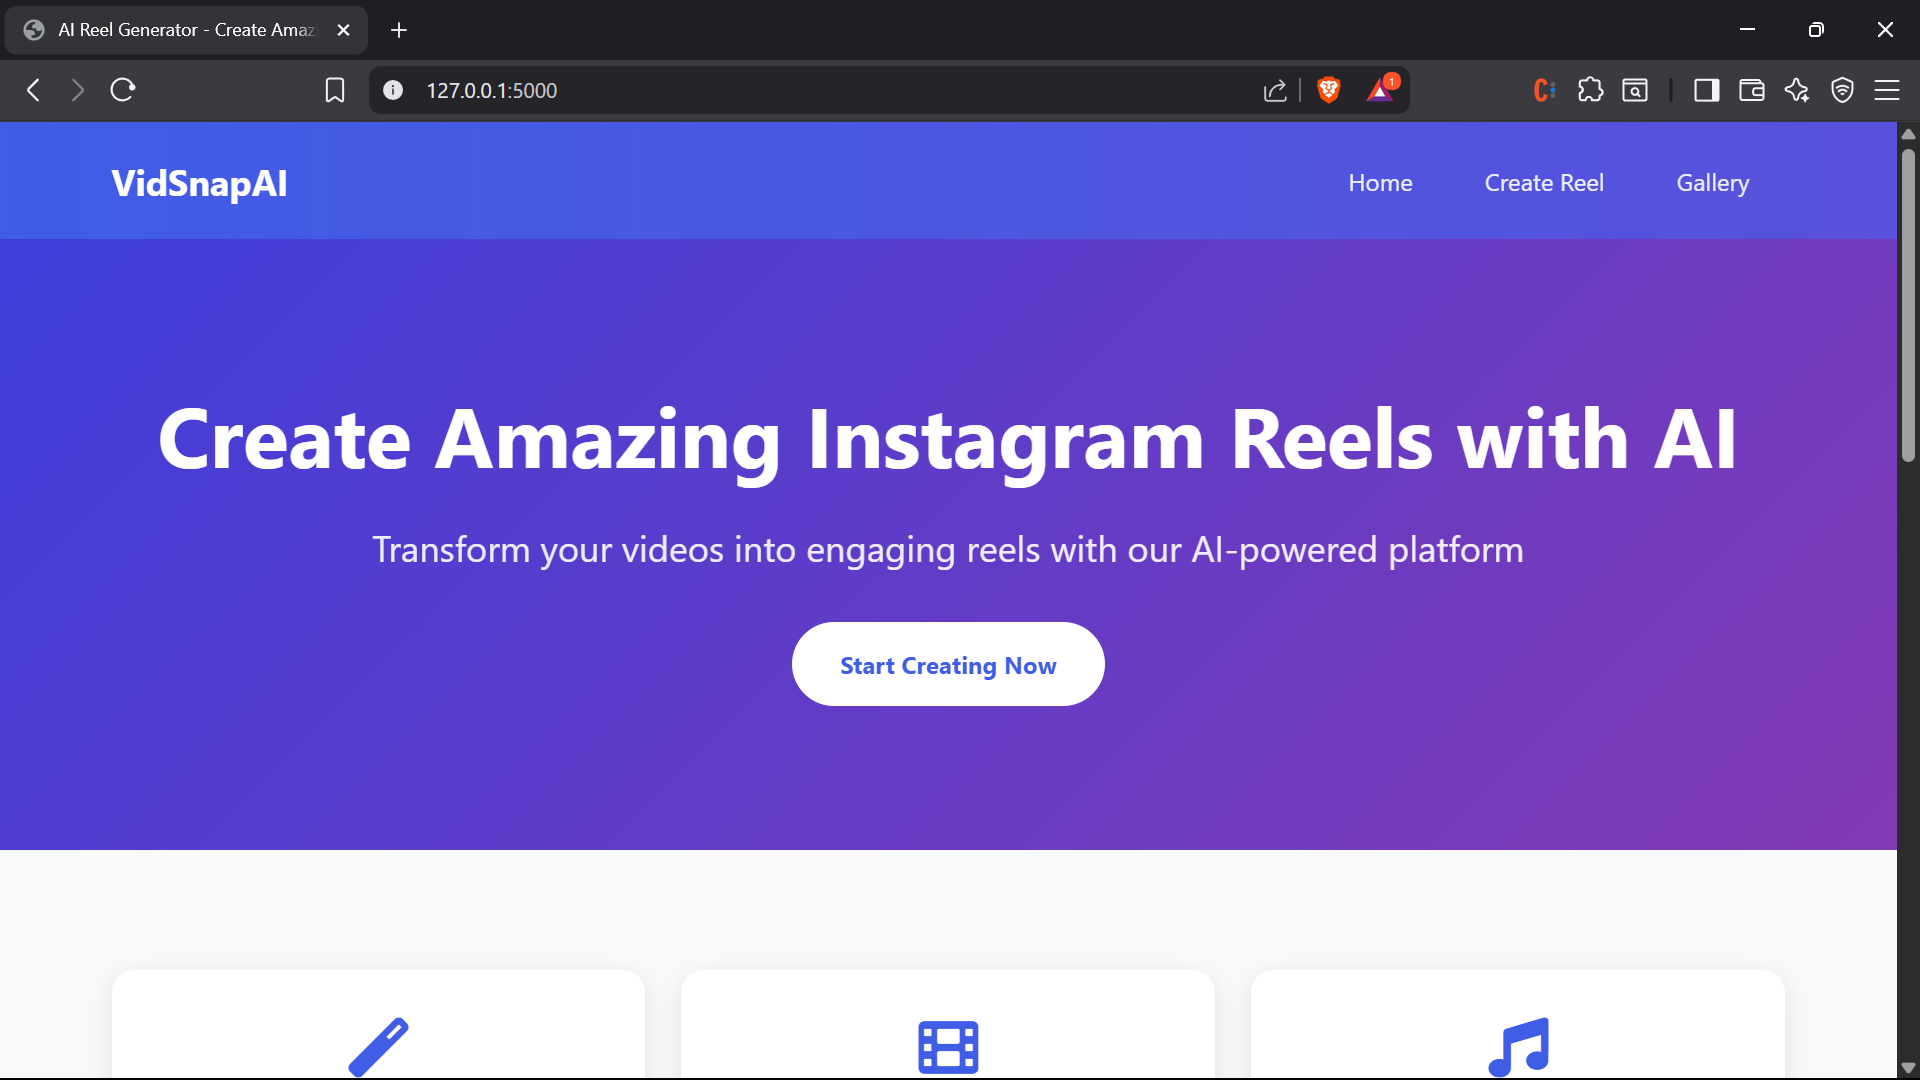 AI Reel Generator - Create Amaz
127.0.0.1:5000
1
VidSnapAI
Home
Create Reel
Gallery
Create Amazing Instagram Reels with AI
Transform your videos into engaging reels with our AI-powered platform
Start Creating Now